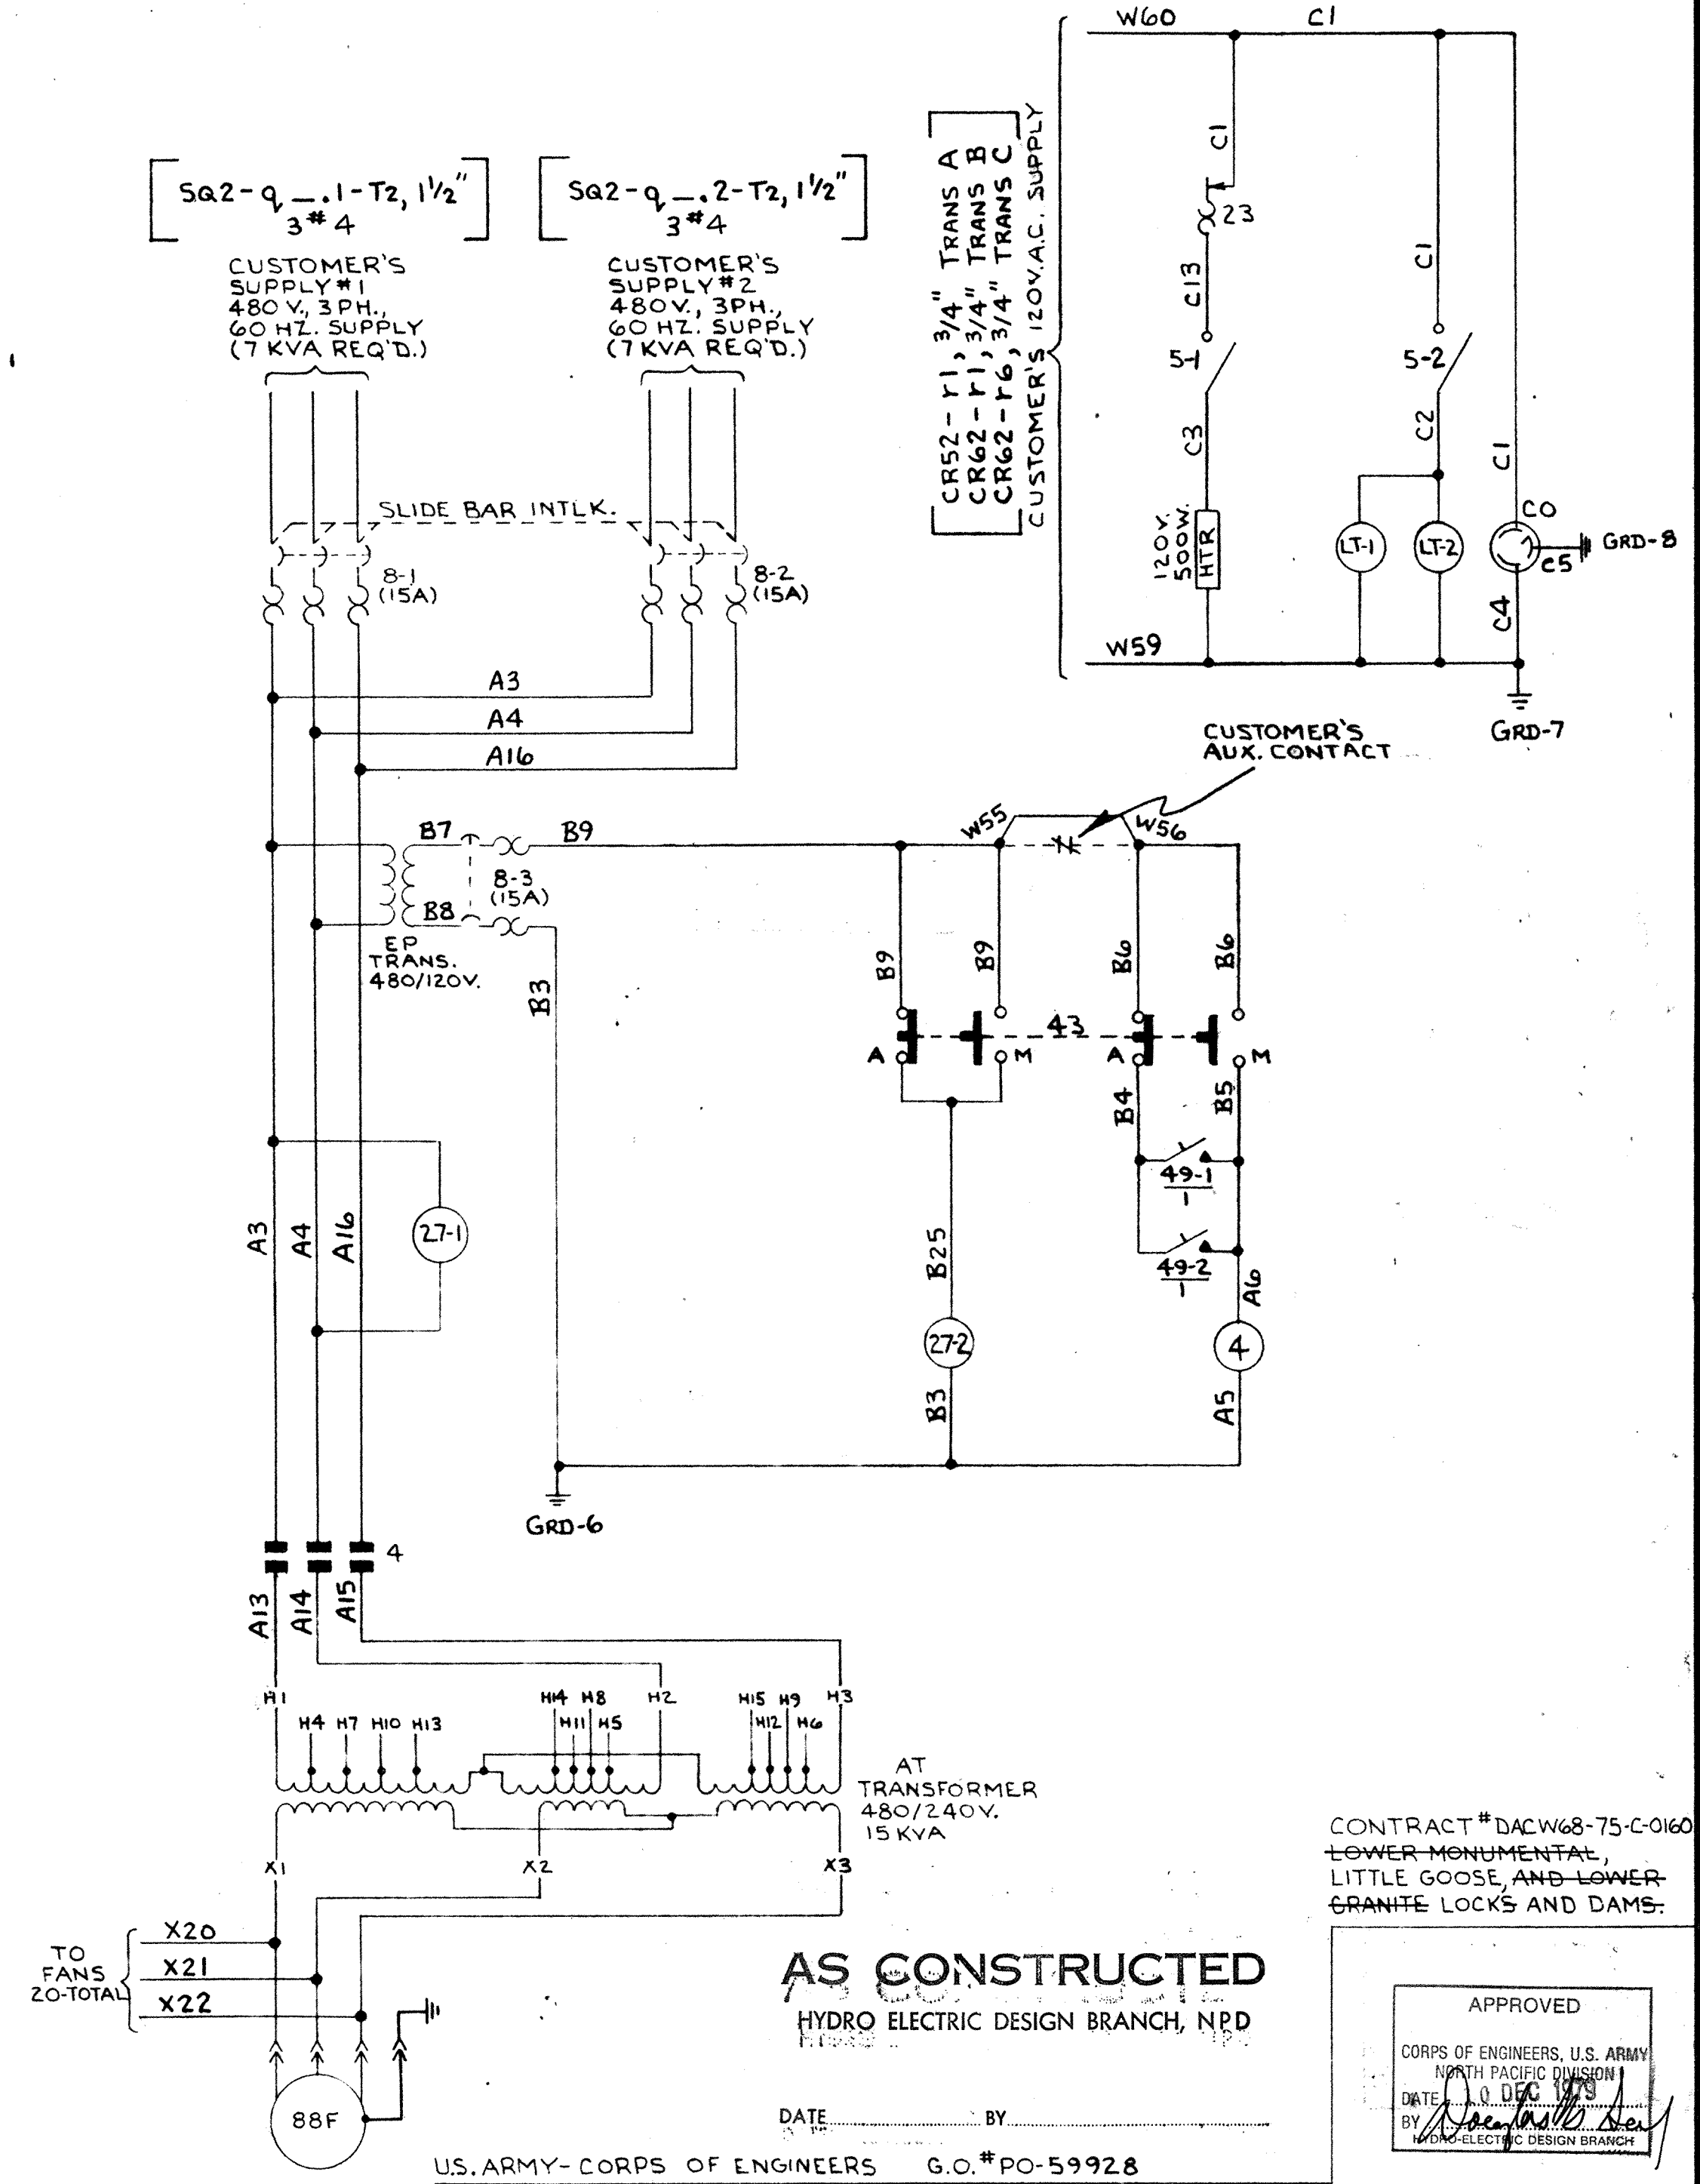 W60
C1
SQ2-q_.1-T2, 1 1/2"
3#4
SQ2-q_.2-T2, 1 1/2"
3#4
CUSTOMER'S
SUPPLY #1
480 V., 3PH.,
60 HZ. SUPPLY
(7 KVA REQ'D.)
CUSTOMER'S
SUPPLY #2
480V., 3PH.,
60 HZ. SUPPLY
(7 KVA REQ'D.)
CR52-r1, 3/4" TRANS A
CR62-r1, 3/4" TRANS B
CR62-r6, 3/4" TRANS C
CUSTOMER'S 120V.A.C. SUPPLY
C1
23
C13
5-1
C3
120V.
500W.
HTR
C1
5-2
C2
LT-1
LT-2
C1
C0
C5
GRD-8
C4
W59
GRD-7
SLIDE BAR INTLK.
8-1
(15A)
8-2
(15A)
A3
A4
A16
CUSTOMER'S
AUX. CONTACT
B7
B9
W55
W56
8-3
(15A)
B8
EP
TRANS.
480/120V.
B3
B9
B9
B6
B6
43
A
M
A
M
B4
B5
49-1
1
49-2
1
A3
A4
A16
27-1
B25
A6
27-2
4
B3
A5
GRD-6
4
A13
A14
A15
H1
H14 H8
H2
H15 H9
H3
H4 H7 H10 H13
H11 H5
H12 H6
AT
TRANSFORMER
480/240V.
15 KVA
X1
X2
X3
X20
X21
X22
TO
FANS
20-TOTAL
88F
CONTRACT #DACW68-75-C-0160
LOWER MONUMENTAL,
LITTLE GOOSE, AND LOWER
GRANITE LOCKS AND DAMS.
AS CONSTRUCTED
HYDRO ELECTRIC DESIGN BRANCH, NPD
DATE BY
APPROVED
CORPS OF ENGINEERS, U.S. ARMY
NORTH PACIFIC DIVISION
DATE 10 DEC 1979
BY
HYDRO-ELECTRIC DESIGN BRANCH
U.S. ARMY-CORPS OF ENGINEERS G.O.#PO-59928